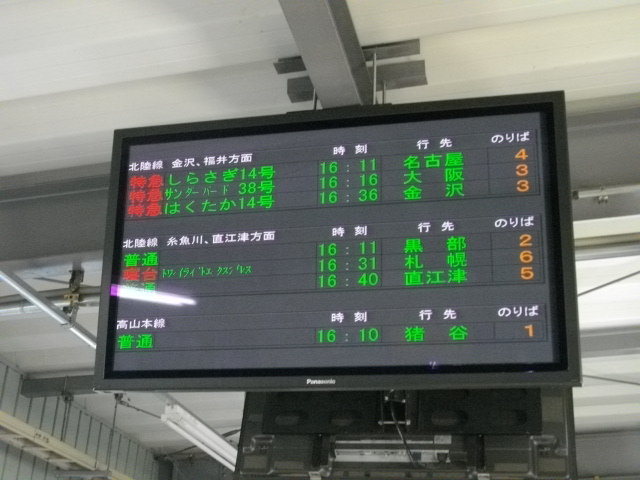 北陸線 金沢、福井方面 時刻 行先 のりば
特急 しらさぎ14号 16:11 名古屋 4
特急 サンダーバード 38号 16:16 大阪 3
特急 はくたか14号 16:36 金沢 3
北陸線 糸魚川、直江津方面 時刻 行先 のりば
普通 16:11 黒部 2
寝台 トワイライトエクスプレス 16:31 札幌 6
普通 16:40 直江津 5
高山本線 時刻 行先 のりば
普通 16:10 猪谷 1
Panasonic